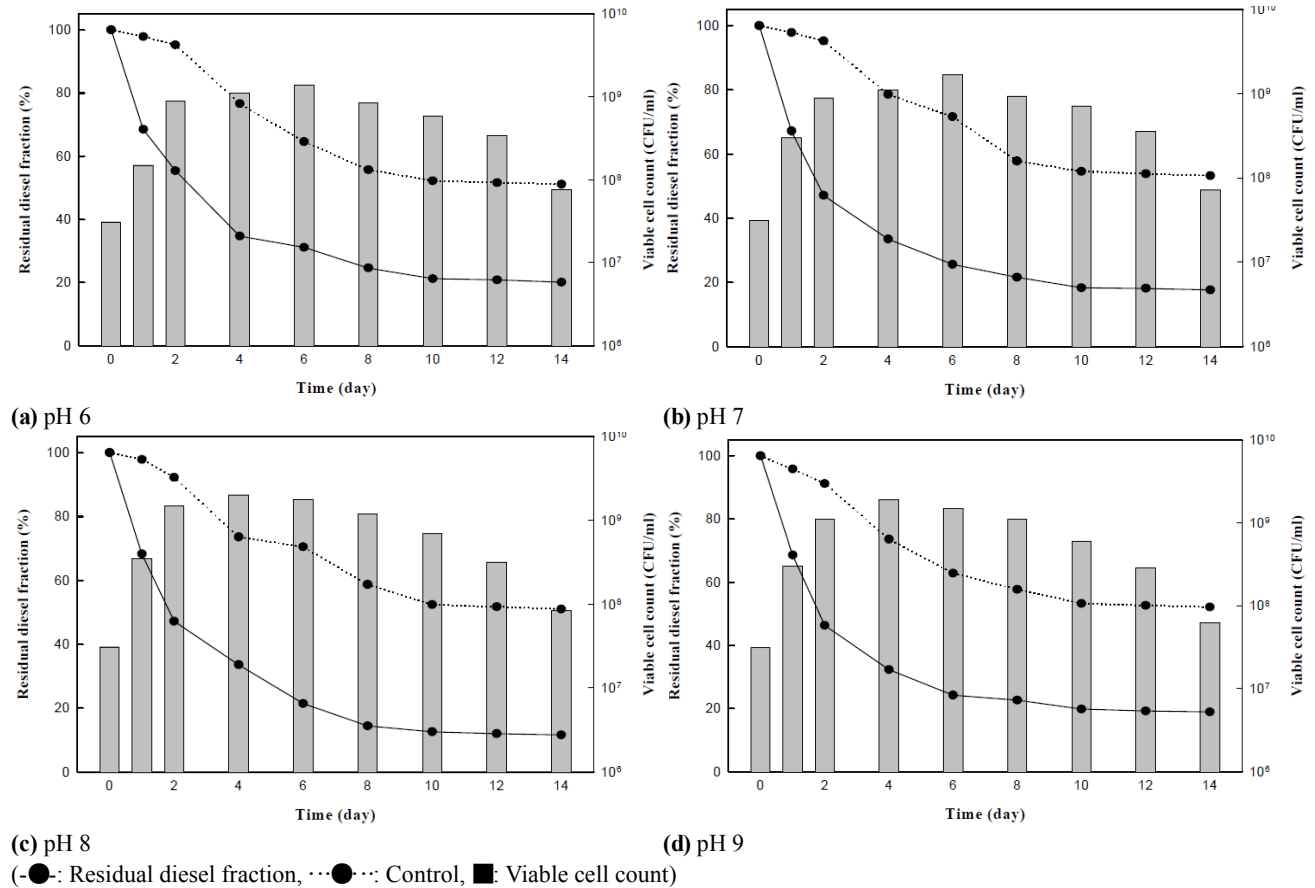 100
80
60
40
20
0
Residual diesel fraction (%)
10^10
10^9
10^8
10^7
10^6
Viable cell count (CFU/ml)
0 2 4 6 8 10 12 14
Time (day)
(a) pH 6
100
80
60
40
20
0
Residual diesel fraction (%)
10^10
10^9
10^8
10^7
10^6
Viable cell count (CFU/ml)
0 2 4 6 8 10 12 14
Time (day)
(b) pH 7
100
80
60
40
20
0
Residual diesel fraction (%)
10^10
10^9
10^8
10^7
10^6
Viable cell count (CFU/ml)
0 2 4 6 8 10 12 14
Time (day)
(c) pH 8
100
80
60
40
20
0
Residual diesel fraction (%)
10^10
10^9
10^8
10^7
10^6
Viable cell count (CFU/ml)
0 2 4 6 8 10 12 14
Time (day)
(d) pH 9
(-●-: Residual diesel fraction, ···●···: Control, ■: Viable cell count)